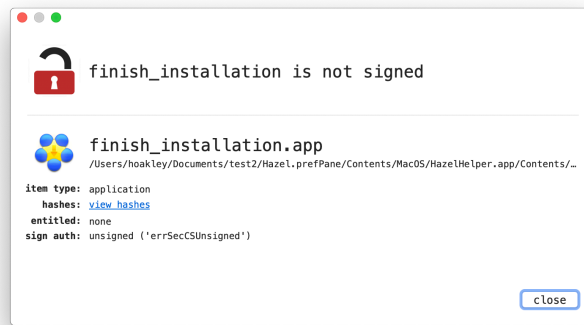 finish_installation is not signed
finish_installation.app
/Users/hoakley/Documents/test2/Hazel.prefPane/Contents/MacOS/HazelHelper.app/Contents/…
item type: application
hashes: view hashes
entitled: none
sign auth: unsigned ('errSecCSUnsigned')
close